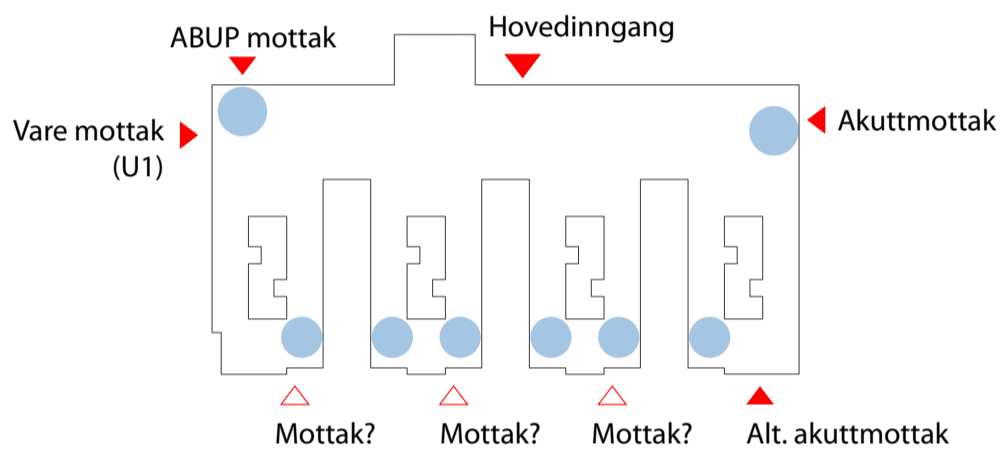 Hovedinngang
ABUP mottak
Akuttmottak
Vare mottak
(U1)
Mottak?
Mottak?
Mottak?
Alt. akuttmottak